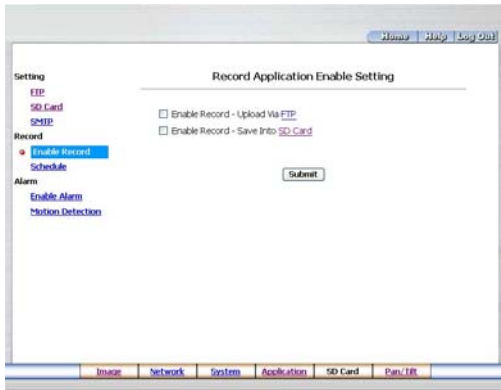 Home Help Log Out
Setting
FTP
SD Card
SMTP
Record
Enable Record
Schedule
Alarm
Enable Alarm
Motion Detection
Record Application Enable Setting
Enable Record - Upload Via FTP
Enable Record - Save Into SD Card
Submit
Image Network System Application SD Card Pan/Tilt